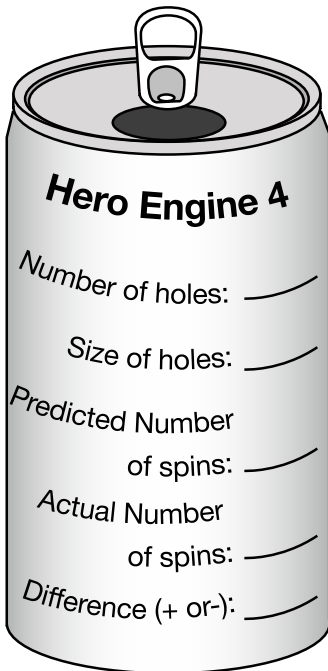 Hero Engine 4
Number of holes:
Size of holes:
Predicted Number
of spins:
Actual Number
of spins:
Difference (+ or-):